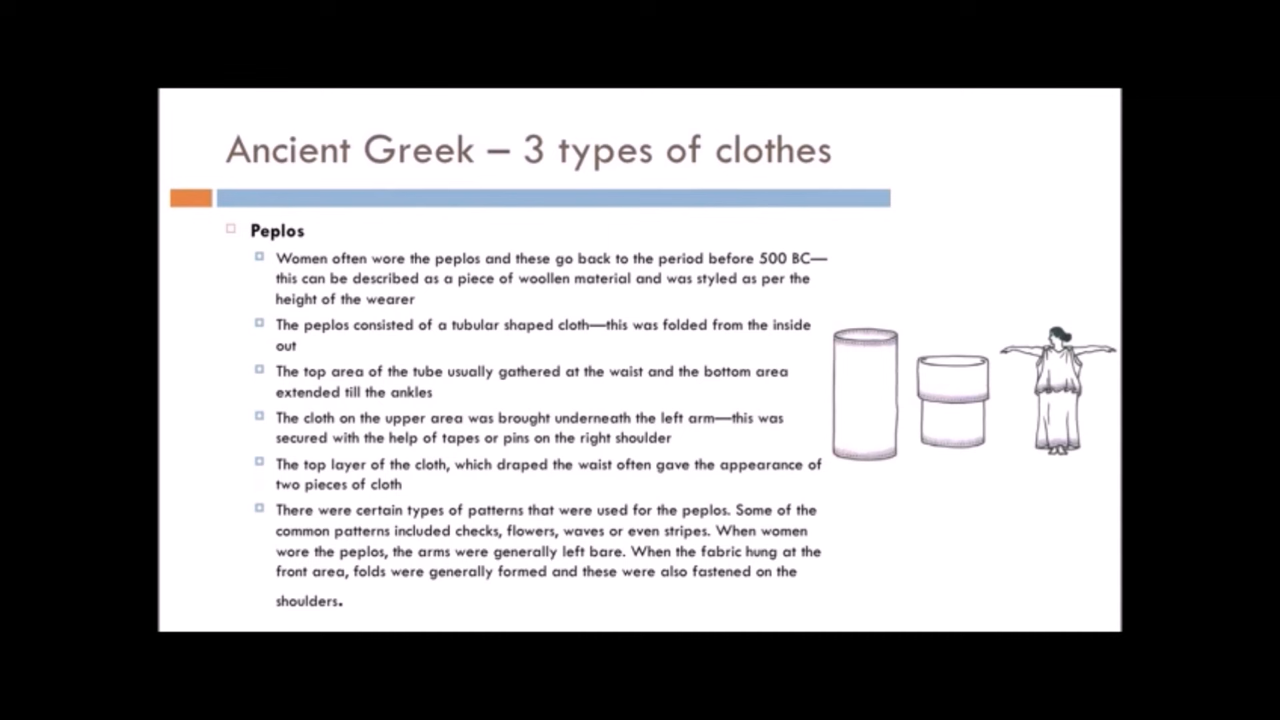 Ancient Greek – 3 types of clothes
Peplos
Women often wore the peplos and these go back to the period before 500 BC—
this can be described as a piece of woollen material and was styled as per the
height of the wearer
The peplos consisted of a tubular shaped cloth—this was folded from the inside
out
The top area of the tube usually gathered at the waist and the bottom area
extended till the ankles
The cloth on the upper area was brought underneath the left arm—this was
secured with the help of tapes or pins on the right shoulder
The top layer of the cloth, which draped the waist often gave the appearance of
two pieces of cloth
There were certain types of patterns that were used for the peplos. Some of the
common patterns included checks, flowers, waves or even stripes. When women
wore the peplos, the arms were generally left bare. When the fabric hung at the
front area, folds were generally formed and these were also fastened on the
shoulders.